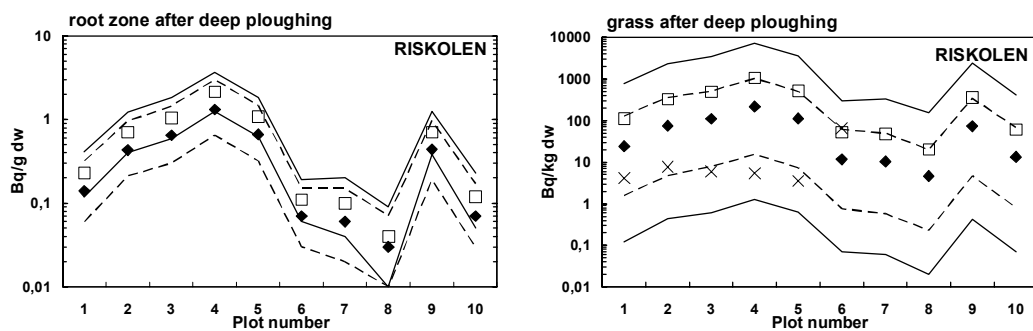 root zone after deep ploughing
RISKOLEN
Bq/g dw
10
1
0,1
0,01
1 2 3 4 5 6 7 8 9 10
Plot number
grass after deep ploughing
RISKOLEN
Bq/kg dw
10000
1000
100
10
1
0,1
0,01
1 2 3 4 5 6 7 8 9 10
Plot number